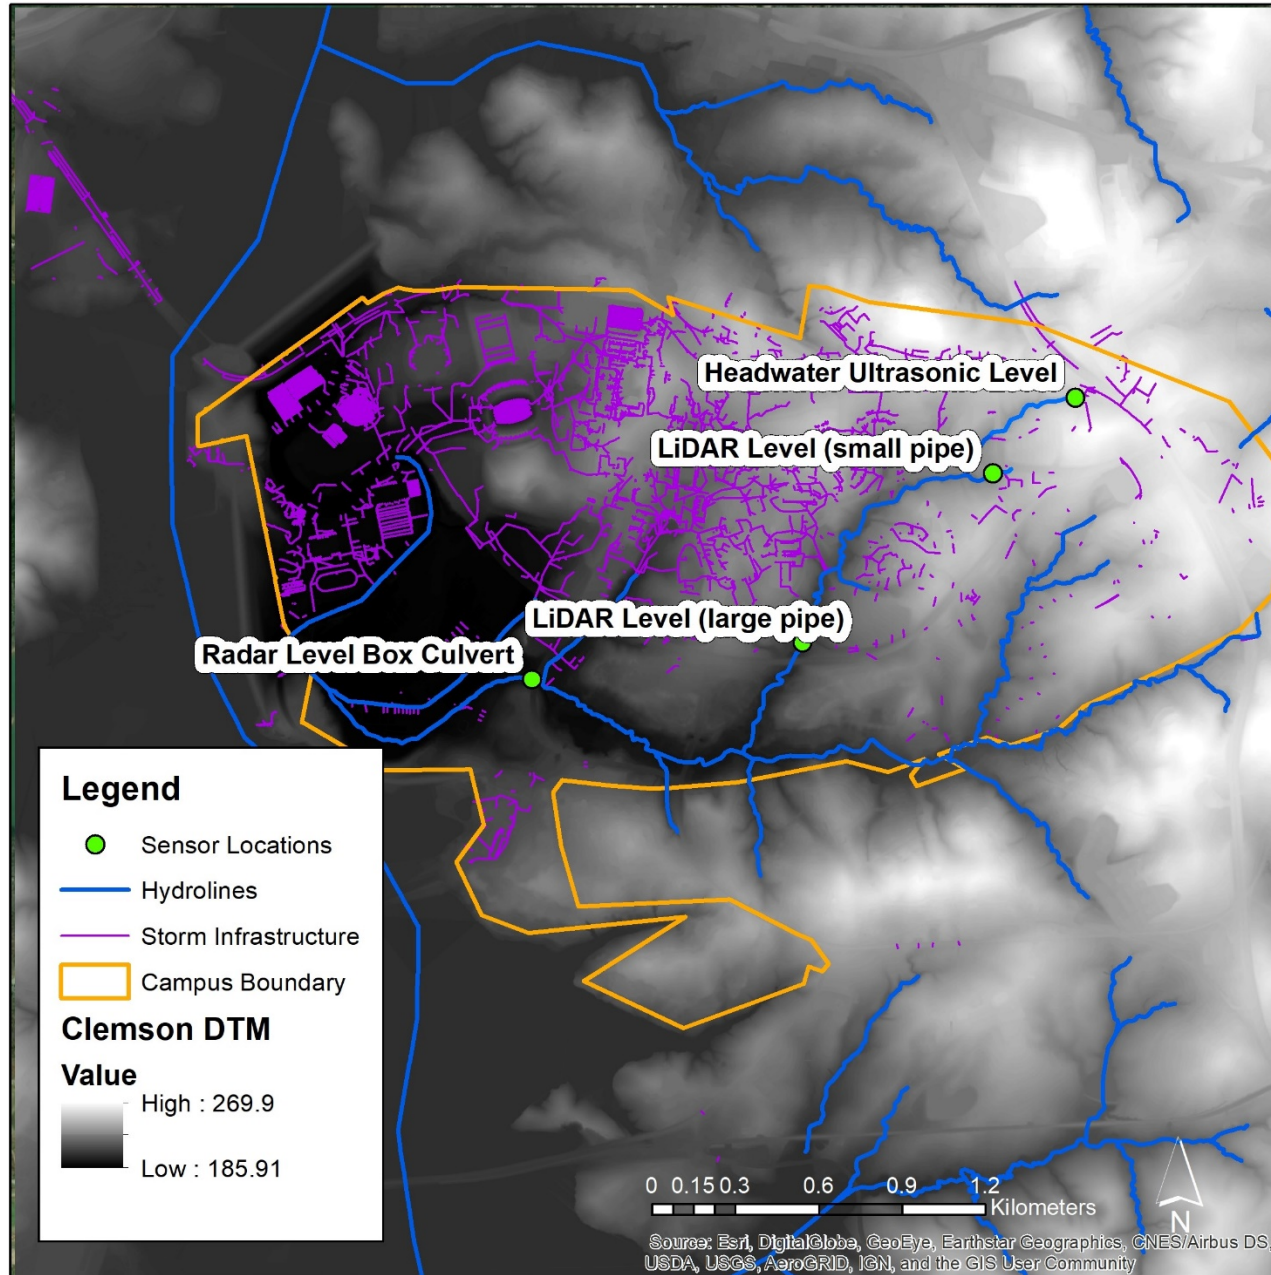 Headwater Ultrasonic Level
LiDAR Level (small pipe)
LiDAR Level (large pipe)
Radar Level Box Culvert
Legend
Sensor Locations
Hydrolines
Storm Infrastructure
Campus Boundary
Clemson DTM
Value
High : 269.9
Low : 185.91
0 0.15 0.3 0.6 0.9 1.2
Kilometers
N
Source: Esri, DigitalGlobe, GeoEye, Earthstar Geographics, CNES/Airbus DS,
USDA, USGS, AeroGRID, IGN, and the GIS User Community